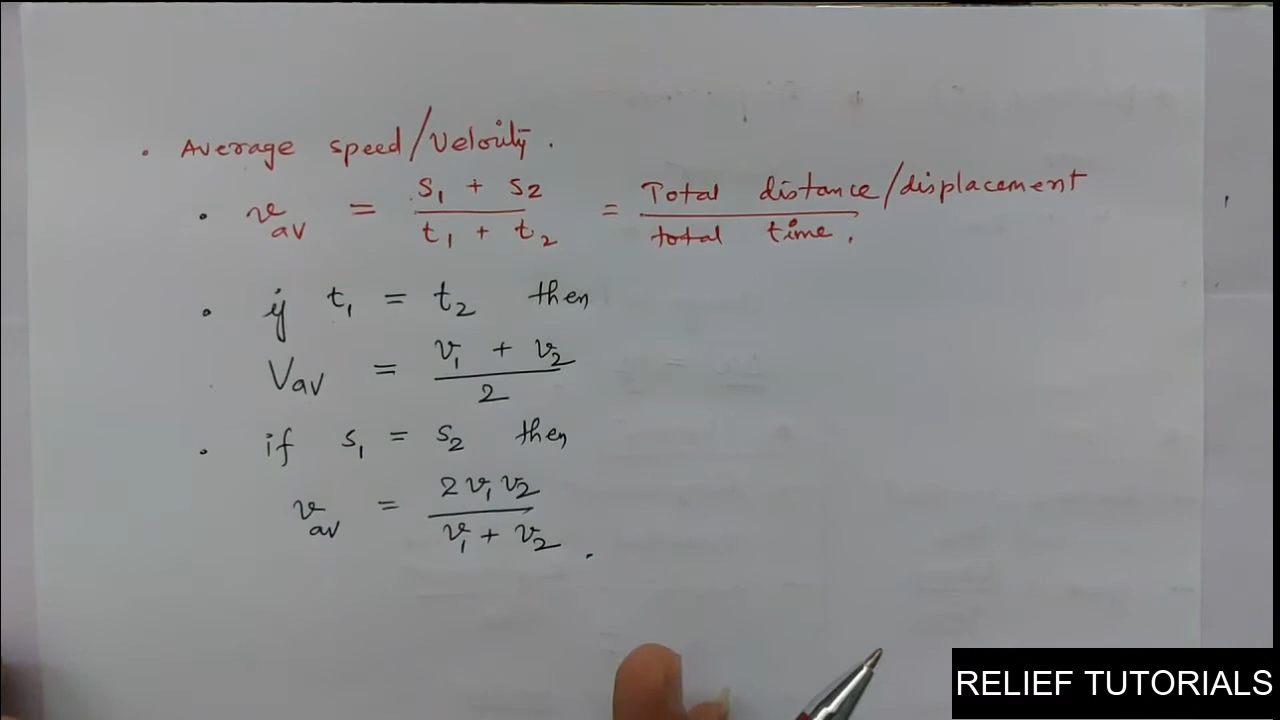 . Average speed/velocity.
. v_av = (s₁ + s₂)/(t₁ + t₂) = Total distance/displacement / total time.
. if t₁ = t₂ then
V_av = (v₁ + v₂)/2
. if s₁ = s₂ then
v_av = 2v₁v₂/(v₁ + v₂).
RELIEF TUTORIALS